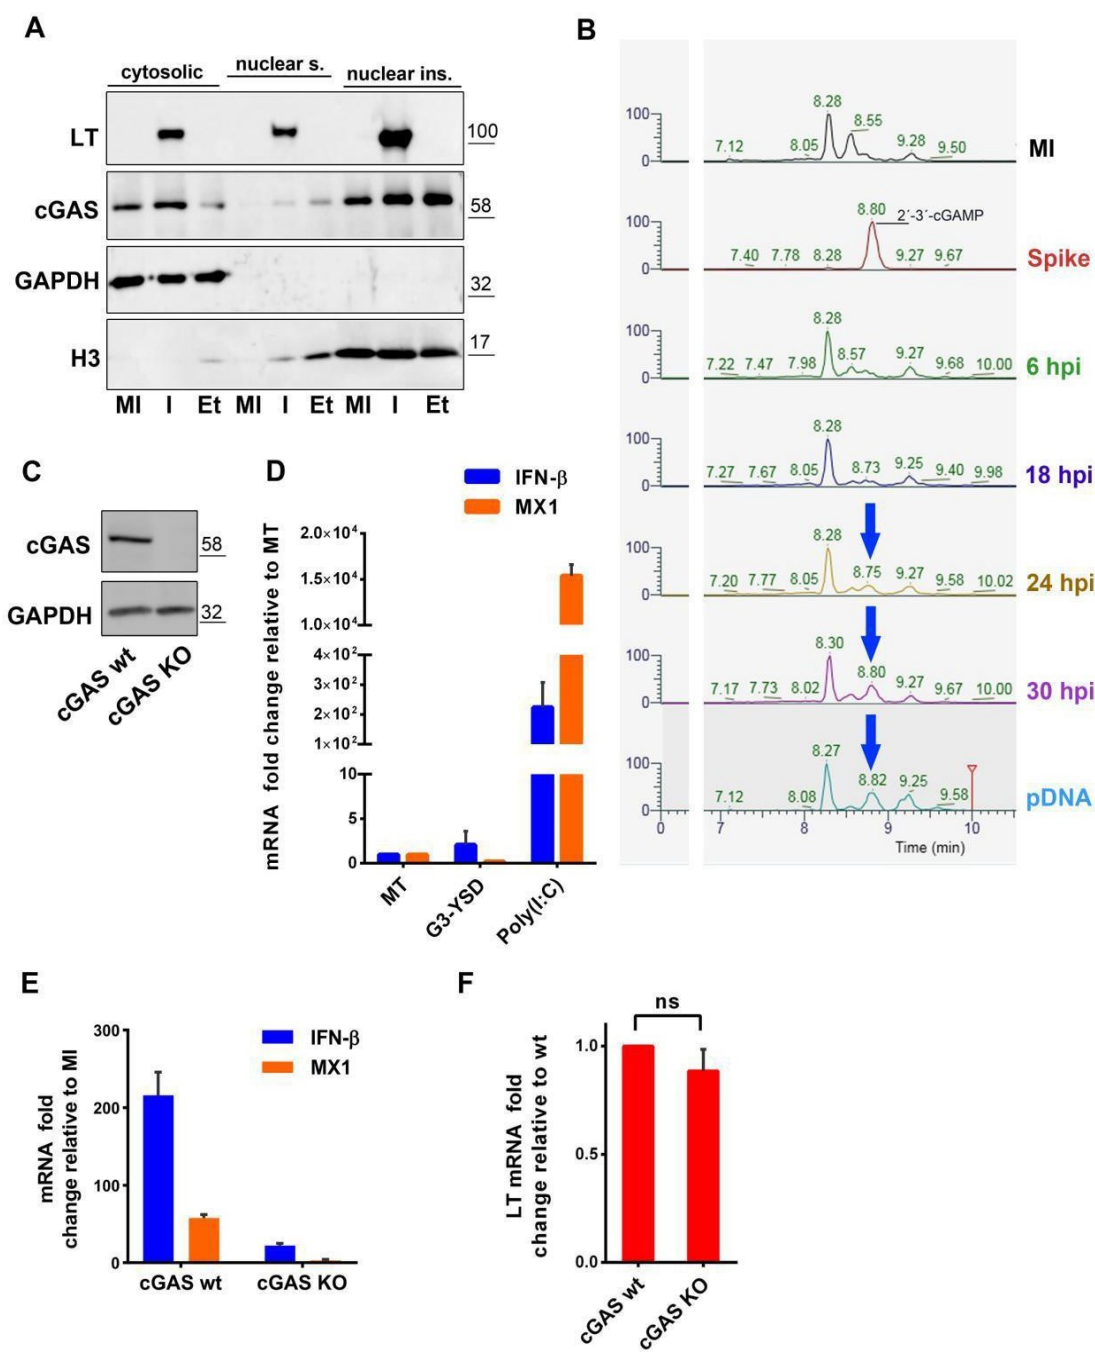 A
cytosolic nuclear s. nuclear ins.
LT 100
cGAS 58
GAPDH 32
H3 17
MI I Et MI I Et MI I Et
B
100 0 7.12 8.05 8.28 8.55 9.28 9.50 MI
100 0 7.40 7.78 8.28 8.80 2´-3´-cGAMP 9.27 9.67 Spike
100 0 7.22 7.47 7.98 8.28 8.57 9.27 9.68 10.00 6 hpi
100 0 7.27 7.67 8.05 8.28 8.73 9.25 9.40 9.98 18 hpi
100 0 7.20 7.77 8.05 8.28 8.75 9.27 9.58 10.02 24 hpi
100 0 7.17 7.73 8.02 8.30 8.80 9.27 9.67 10.00 30 hpi
100 0 7.12 8.08 8.27 8.82 9.25 9.58 pDNA
0 7 8 9 10
Time (min)
C
cGAS 58
GAPDH 32
cGAS wt cGAS KO
D
IFN-β
MX1
mRNA fold change relative to MT
2.0×10⁴
1.5×10⁴
1.0×10⁴
4×10²
3×10²
2×10²
1×10²
10
5
0
MT G3-YSD Poly(I:C)
E
IFN-β
MX1
mRNA fold
change relative to MI
300
200
100
0
cGAS wt cGAS KO
F
ns
LT mRNA fold
change relative to wt
1.0
0.5
0.0
cGAS wt cGAS KO